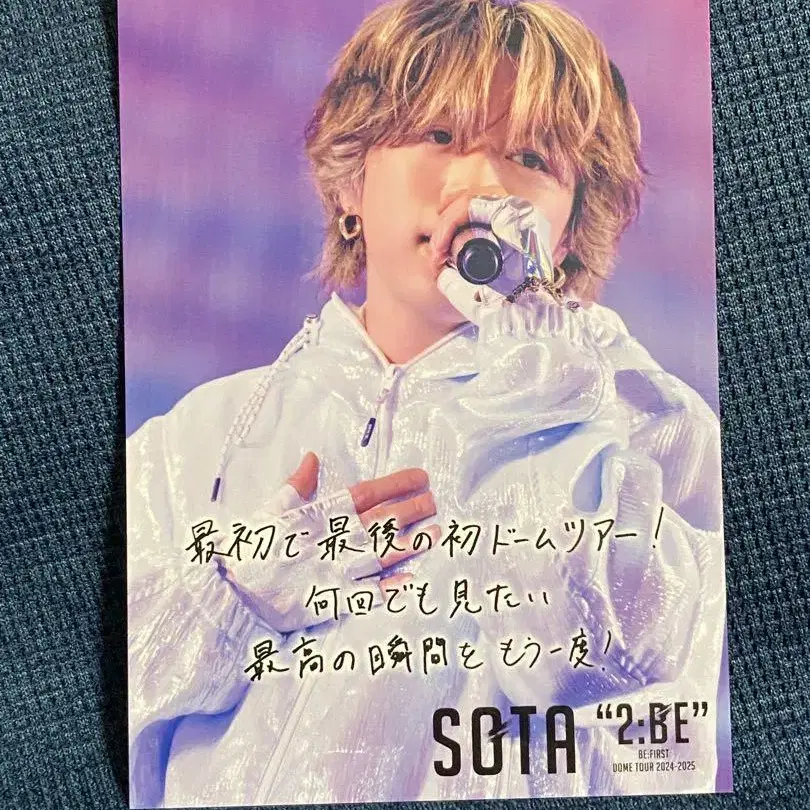 最初で最後の初ドームツアー!
何回でも見たい
最高の瞬間をもう一度!
SOTA “2:BE”
BE:FIRST
DOME TOUR 2024-2025